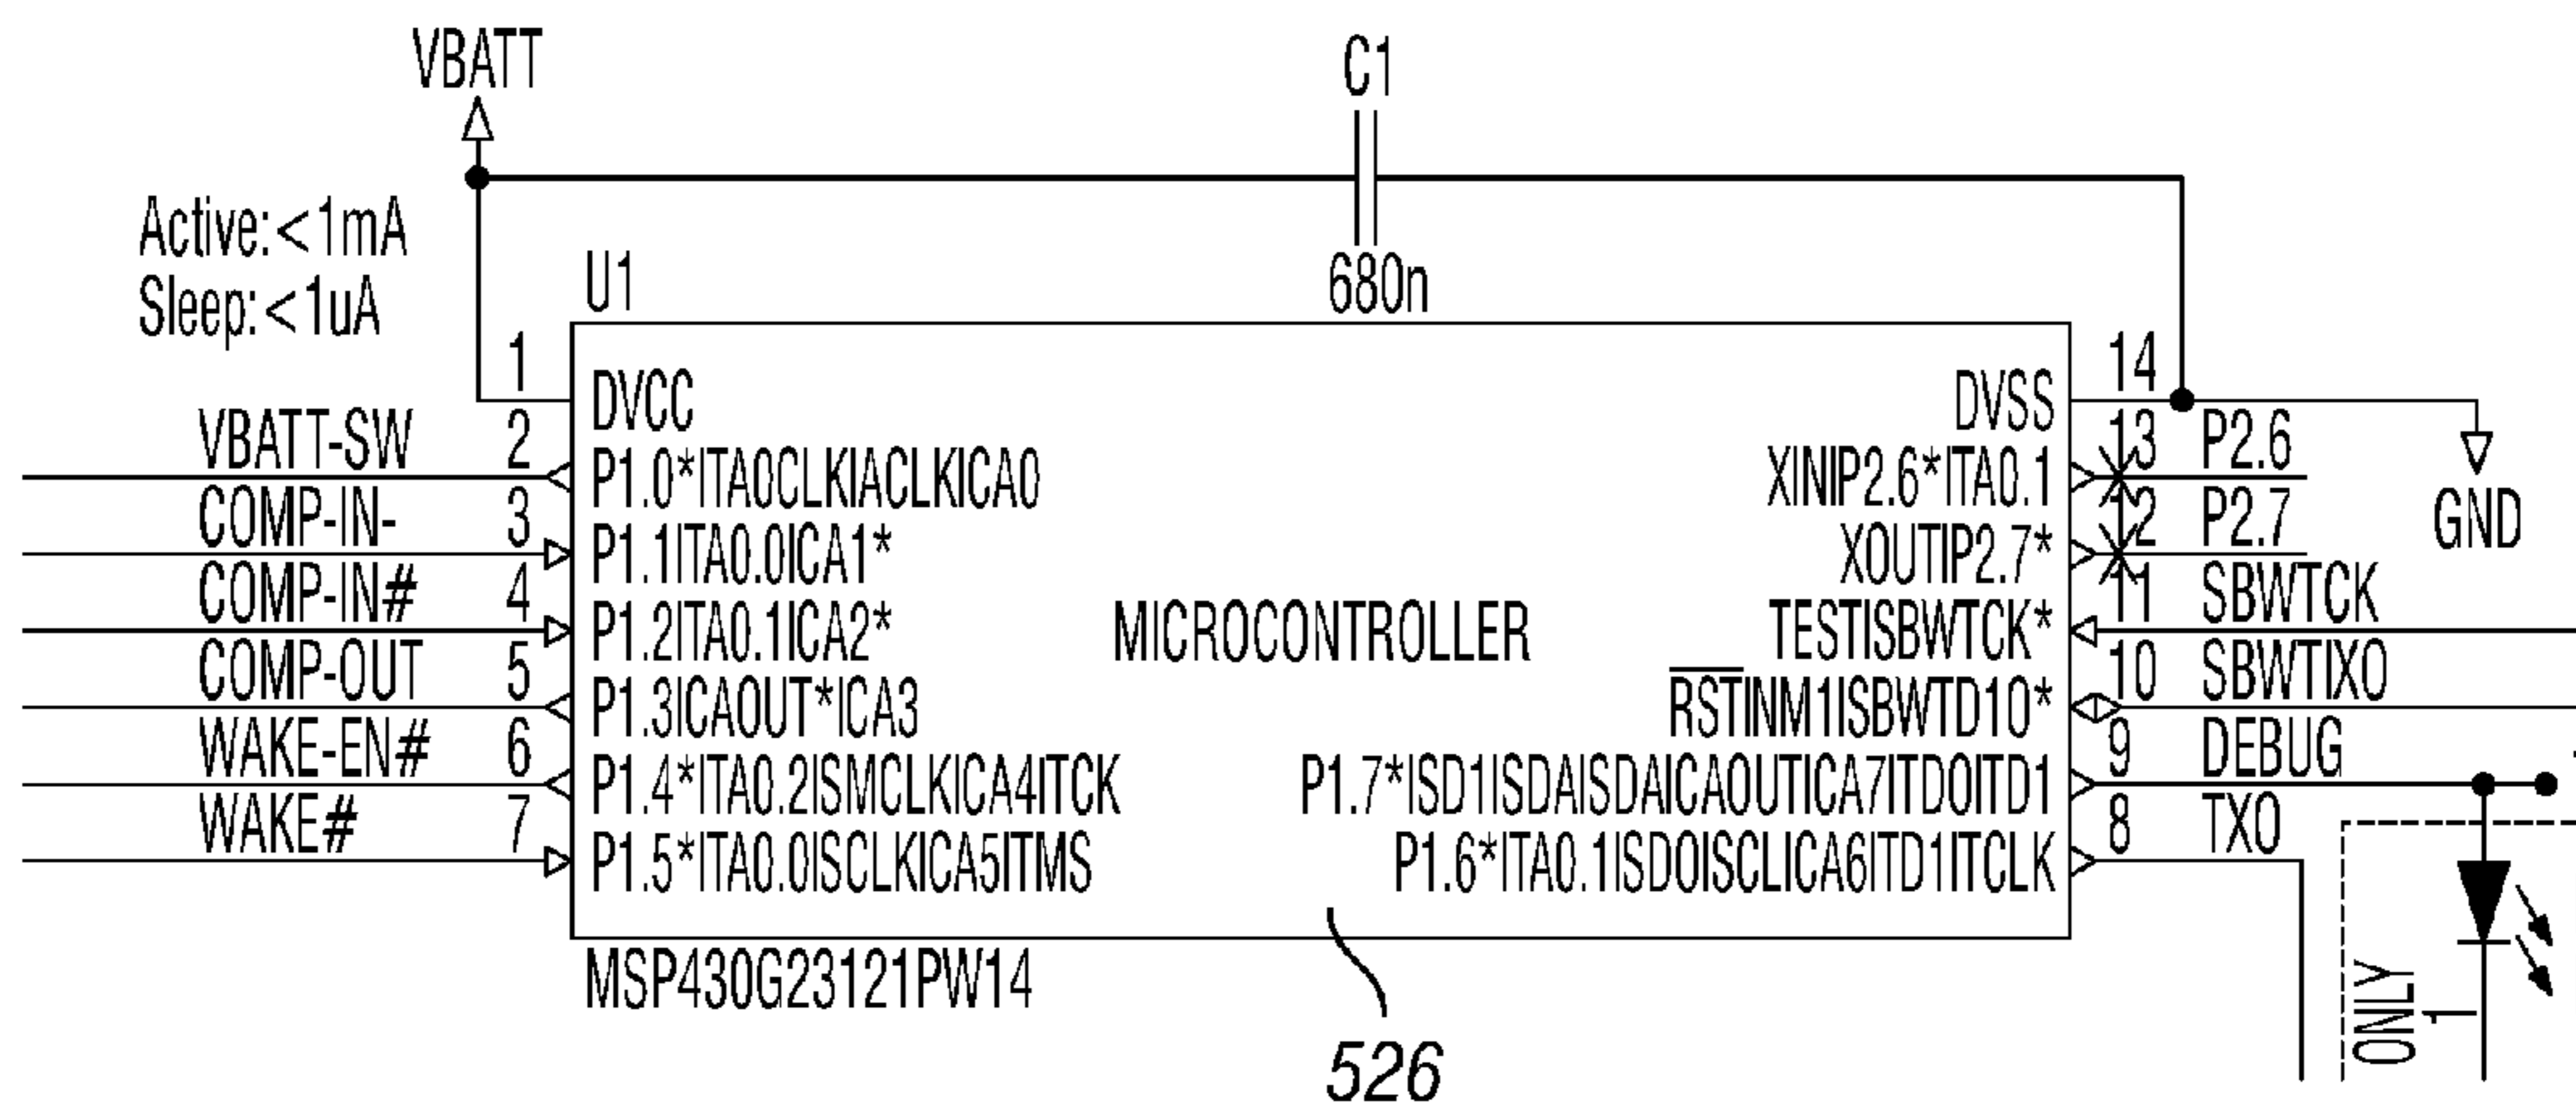 VBATT
C1
680n
Active:<1mA
Sleep:<1uA
U1
1 DVCC
VBATT-SW 2 P1.0*ITA0CLKIACLKICA0
COMP-IN- 3 P1.1ITA0.0ICA1*
COMP-IN# 4 P1.2ITA0.1ICA2*
COMP-OUT 5 P1.3ICAOUT*ICA3
WAKE-EN# 6 P1.4*ITA0.2ISMCLKICA4ITCK
WAKE# 7 P1.5*ITA0.0ISCLKICA5ITMS
MICROCONTROLLER
DVSS 14
XINIP2.6*ITA0.1 13 P2.6
XOUTIP2.7* 12 P2.7
TESTISBWTCK* 11 SBWTCK
RSTINM1ISBWTD10* 10 SBWTIXO
P1.7*ISD1ISDAISDAICAOUTICA7ITDOITD1 9 DEBUG
P1.6*ITA0.1ISDOISCLICA6ITD1ITCLK 8 TXO
GND
MSP430G23121PW14
526
ONLY
1